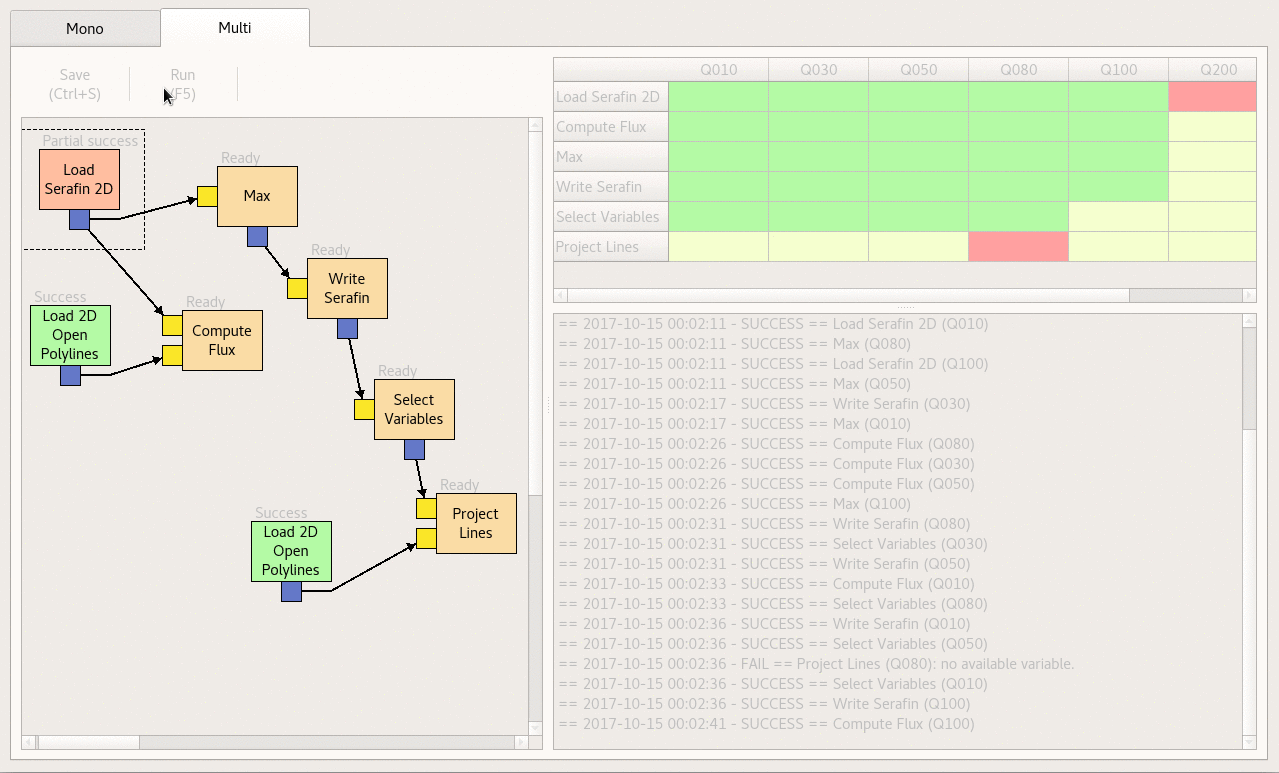 Mono
Multi
Save
(Ctrl+S)
Run
(F5)
Partial success
Load
Serafin 2D
Ready
Max
Ready
Write
Serafin
Success
Load 2D
Open
Polylines
Ready
Compute
Flux
Ready
Select
Variables
Ready
Project
Lines
Success
Load 2D
Open
Polylines
Q010 Q030 Q050 Q080 Q100 Q200
Load Serafin 2D
Compute Flux
Max
Write Serafin
Select Variables
Project Lines
== 2017-10-15 00:02:11 - SUCCESS == Load Serafin 2D (Q010)
== 2017-10-15 00:02:11 - SUCCESS == Max (Q080)
== 2017-10-15 00:02:11 - SUCCESS == Load Serafin 2D (Q100)
== 2017-10-15 00:02:11 - SUCCESS == Max (Q050)
== 2017-10-15 00:02:17 - SUCCESS == Write Serafin (Q030)
== 2017-10-15 00:02:17 - SUCCESS == Max (Q010)
== 2017-10-15 00:02:26 - SUCCESS == Compute Flux (Q080)
== 2017-10-15 00:02:26 - SUCCESS == Compute Flux (Q030)
== 2017-10-15 00:02:26 - SUCCESS == Compute Flux (Q050)
== 2017-10-15 00:02:26 - SUCCESS == Max (Q100)
== 2017-10-15 00:02:31 - SUCCESS == Write Serafin (Q080)
== 2017-10-15 00:02:31 - SUCCESS == Select Variables (Q030)
== 2017-10-15 00:02:31 - SUCCESS == Write Serafin (Q050)
== 2017-10-15 00:02:33 - SUCCESS == Compute Flux (Q010)
== 2017-10-15 00:02:33 - SUCCESS == Select Variables (Q080)
== 2017-10-15 00:02:36 - SUCCESS == Write Serafin (Q010)
== 2017-10-15 00:02:36 - SUCCESS == Select Variables (Q050)
== 2017-10-15 00:02:36 - FAIL == Project Lines (Q080): no available variable.
== 2017-10-15 00:02:36 - SUCCESS == Select Variables (Q010)
== 2017-10-15 00:02:36 - SUCCESS == Write Serafin (Q100)
== 2017-10-15 00:02:41 - SUCCESS == Compute Flux (Q100)